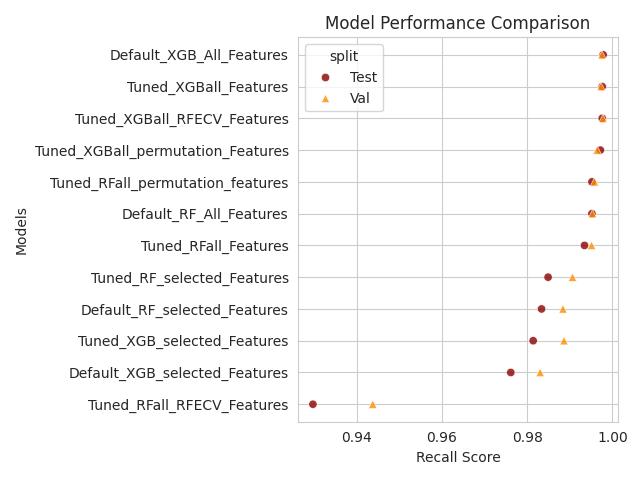 Model Performance Comparison
Default_XGB_All_Features
Tuned_XGBall_Features
Tuned_XGBall_RFECV_Features
Tuned_XGBall_permutation_Features
Tuned_RFall_permutation_features
Default_RF_All_Features
Tuned_RFall_Features
Tuned_RF_selected_Features
Default_RF_selected_Features
Tuned_XGB_selected_Features
Default_XGB_selected_Features
Tuned_RFall_RFECV_Features
Models
split
Test
Val
0.94 0.96 0.98 1.00
Recall Score